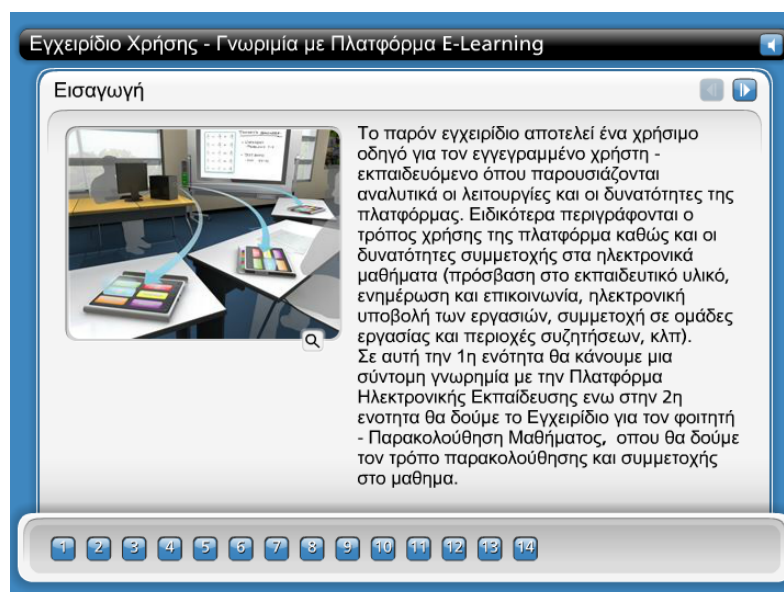 Εγχειρίδιο Χρήσης - Γνωριμία με Πλατφόρμα E-Learning
Εισαγωγή
Το παρόν εγχειρίδιο αποτελεί ένα χρήσιμο
οδηγό για τον εγγεγραμμένο χρήστη -
εκπαιδευόμενο όπου παρουσιάζονται
αναλυτικά οι λειτουργίες και οι δυνατότητες της
πλατφόρμας. Ειδικότερα περιγράφονται ο
τρόπος χρήσης της πλατφόρμα καθώς και οι
δυνατότητες συμμετοχής στα ηλεκτρονικά
μαθήματα (πρόσβαση στο εκπαιδευτικό υλικό,
ενημέρωση και επικοινωνία, ηλεκτρονική
υποβολή των εργασιών, συμμετοχή σε ομάδες
εργασίας και περιοχές συζητήσεων, κλπ).
Σε αυτή την 1η ενότητα θα κάνουμε μια
σύντομη γνωρημία με την Πλατφόρμα
Ηλεκτρονικής Εκπαίδευσης ενω στην 2η
ενοτητα θα δούμε το Εγχειρίδιο για τον φοιτητή
- Παρακολούθηση Μαθήματος, οπου θα δούμε
τον τρόπο παρακολούθησης και συμμετοχής
στο μαθημα.
1 2 3 4 5 6 7 8 9 10 11 12 13 14